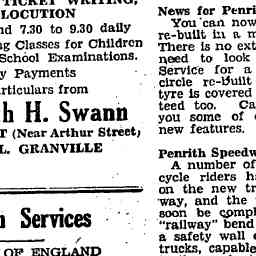 TICKET WRITING,
LOCUTION
nd 7.30 to 9.30 daily
ng Classes for Children
School Examinations.
y Payments
articulars from
h H. Swann
T (Near Arthur Street,
L. GRANVILLE
n Services
OF ENGLAND
News for Penri
You can now
re-built in a m
There is no ext
need to look
Service for a
circle re-built
tyre is covered
teed too. Ca
you some of
new features.
Penrith Speedw
A number of
cycle riders h
on the new tr
way, and the
soon be compl
"railway" bend
a safety wall
trucks, capable